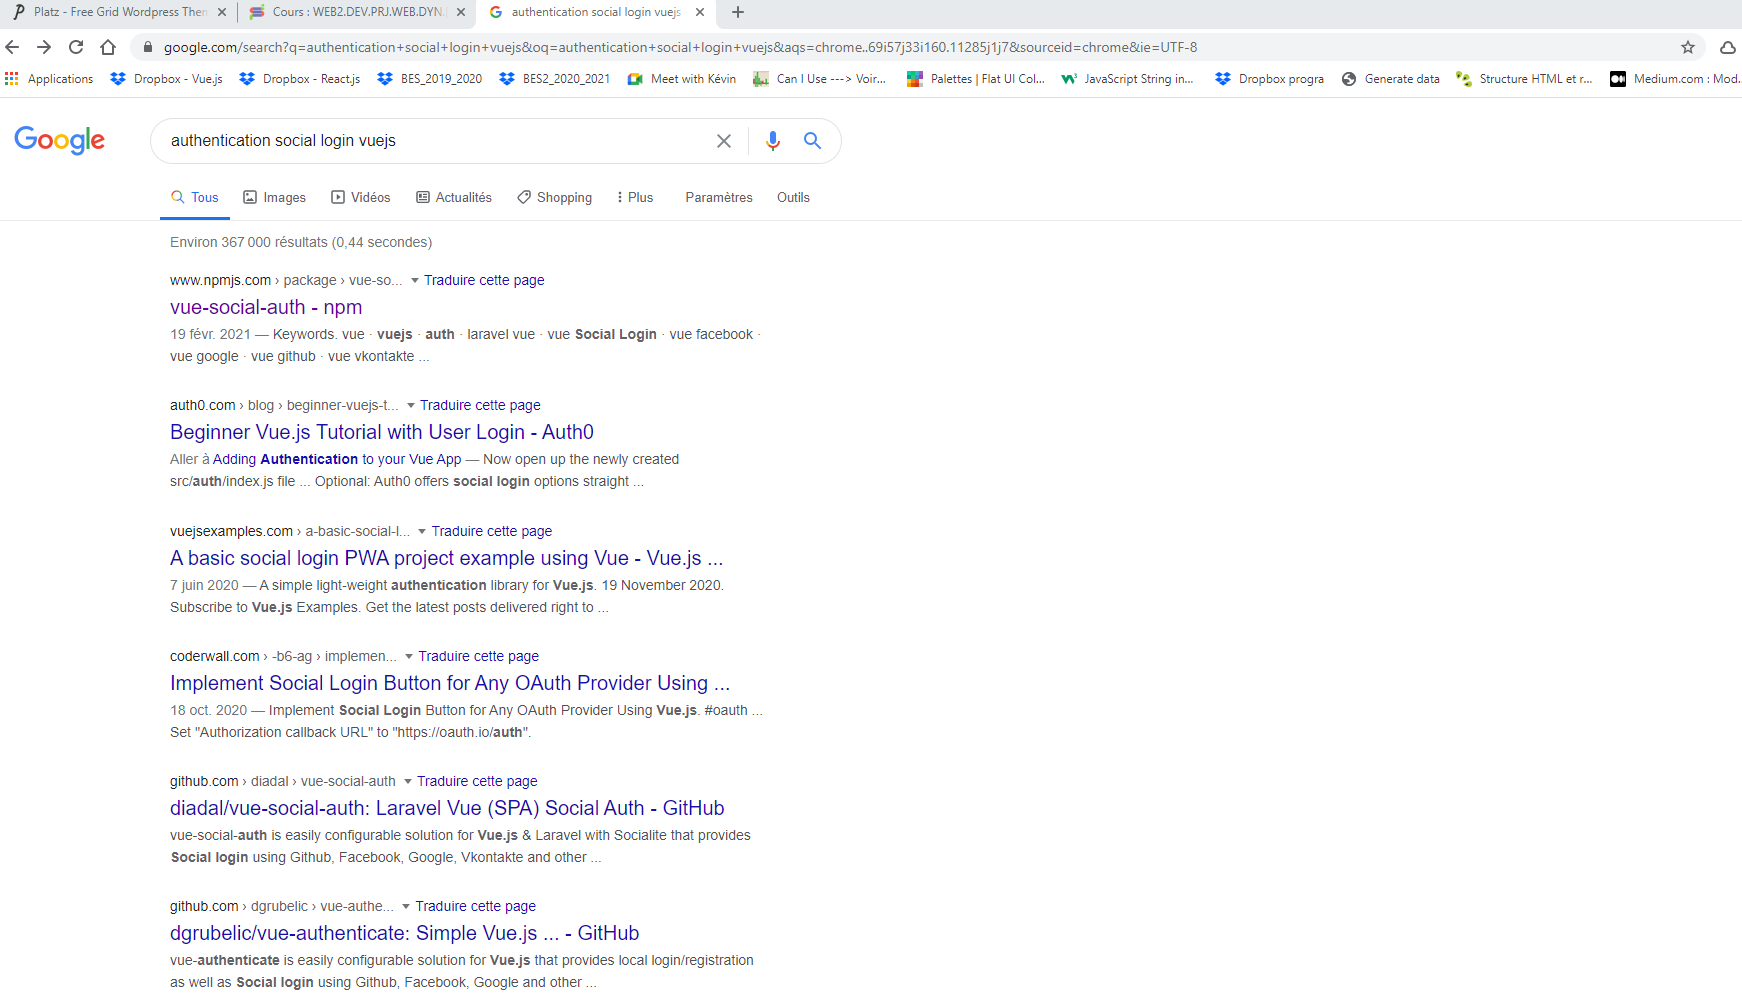 Platz - Free Grid Wordpress Then
Cours : WEB2.DEV.PRJ.WEB.DYN.
authentication social login vuejs
google.com/search?q=authentication+social+login+vuejs&oq=authentication+social+login+vuejs&aqs=chrome..69i57j33i160.11285j1j7&sourceid=chrome&ie=UTF-8
Applications
Dropbox - Vue.js
Dropbox - React.js
BES_2019_2020
BES2_2020_2021
Meet with Kévin
Can I Use ---> Voir...
Palettes | Flat UI Col...
JavaScript String in...
Dropbox progra
Generate data
Structure HTML et r...
Medium.com : Mod...
Google
authentication social login vuejs
Tous
Images
Vidéos
Actualités
Shopping
Plus
Paramètres
Outils
Environ 367 000 résultats (0,44 secondes)
www.npmjs.com › package › vue-so... Traduire cette page
vue-social-auth - npm
19 févr. 2021 — Keywords. vue · vuejs · auth · laravel vue · vue Social Login · vue facebook ·
vue google · vue github · vue vkontakte ...
auth0.com › blog › beginner-vuejs-t... Traduire cette page
Beginner Vue.js Tutorial with User Login - Auth0
Aller à Adding Authentication to your Vue App — Now open up the newly created
src/auth/index.js file ... Optional: Auth0 offers social login options straight ...
vuejsexamples.com › a-basic-social-l... Traduire cette page
A basic social login PWA project example using Vue - Vue.js ...
7 juin 2020 — A simple light-weight authentication library for Vue.js. 19 November 2020.
Subscribe to Vue.js Examples. Get the latest posts delivered right to ...
coderwall.com › -b6-ag › implemen... Traduire cette page
Implement Social Login Button for Any OAuth Provider Using ...
18 oct. 2020 — Implement Social Login Button for Any OAuth Provider Using Vue.js. #oauth ...
Set "Authorization callback URL" to "https://oauth.io/auth".
github.com › diadal › vue-social-auth Traduire cette page
diadal/vue-social-auth: Laravel Vue (SPA) Social Auth - GitHub
vue-social-auth is easily configurable solution for Vue.js & Laravel with Socialite that provides
Social login using Github, Facebook, Google, Vkontakte and other ...
github.com › dgrubelic › vue-authe... Traduire cette page
dgrubelic/vue-authenticate: Simple Vue.js ... - GitHub
vue-authenticate is easily configurable solution for Vue.js that provides local login/registration
as well as Social login using Github, Facebook, Google and other ...